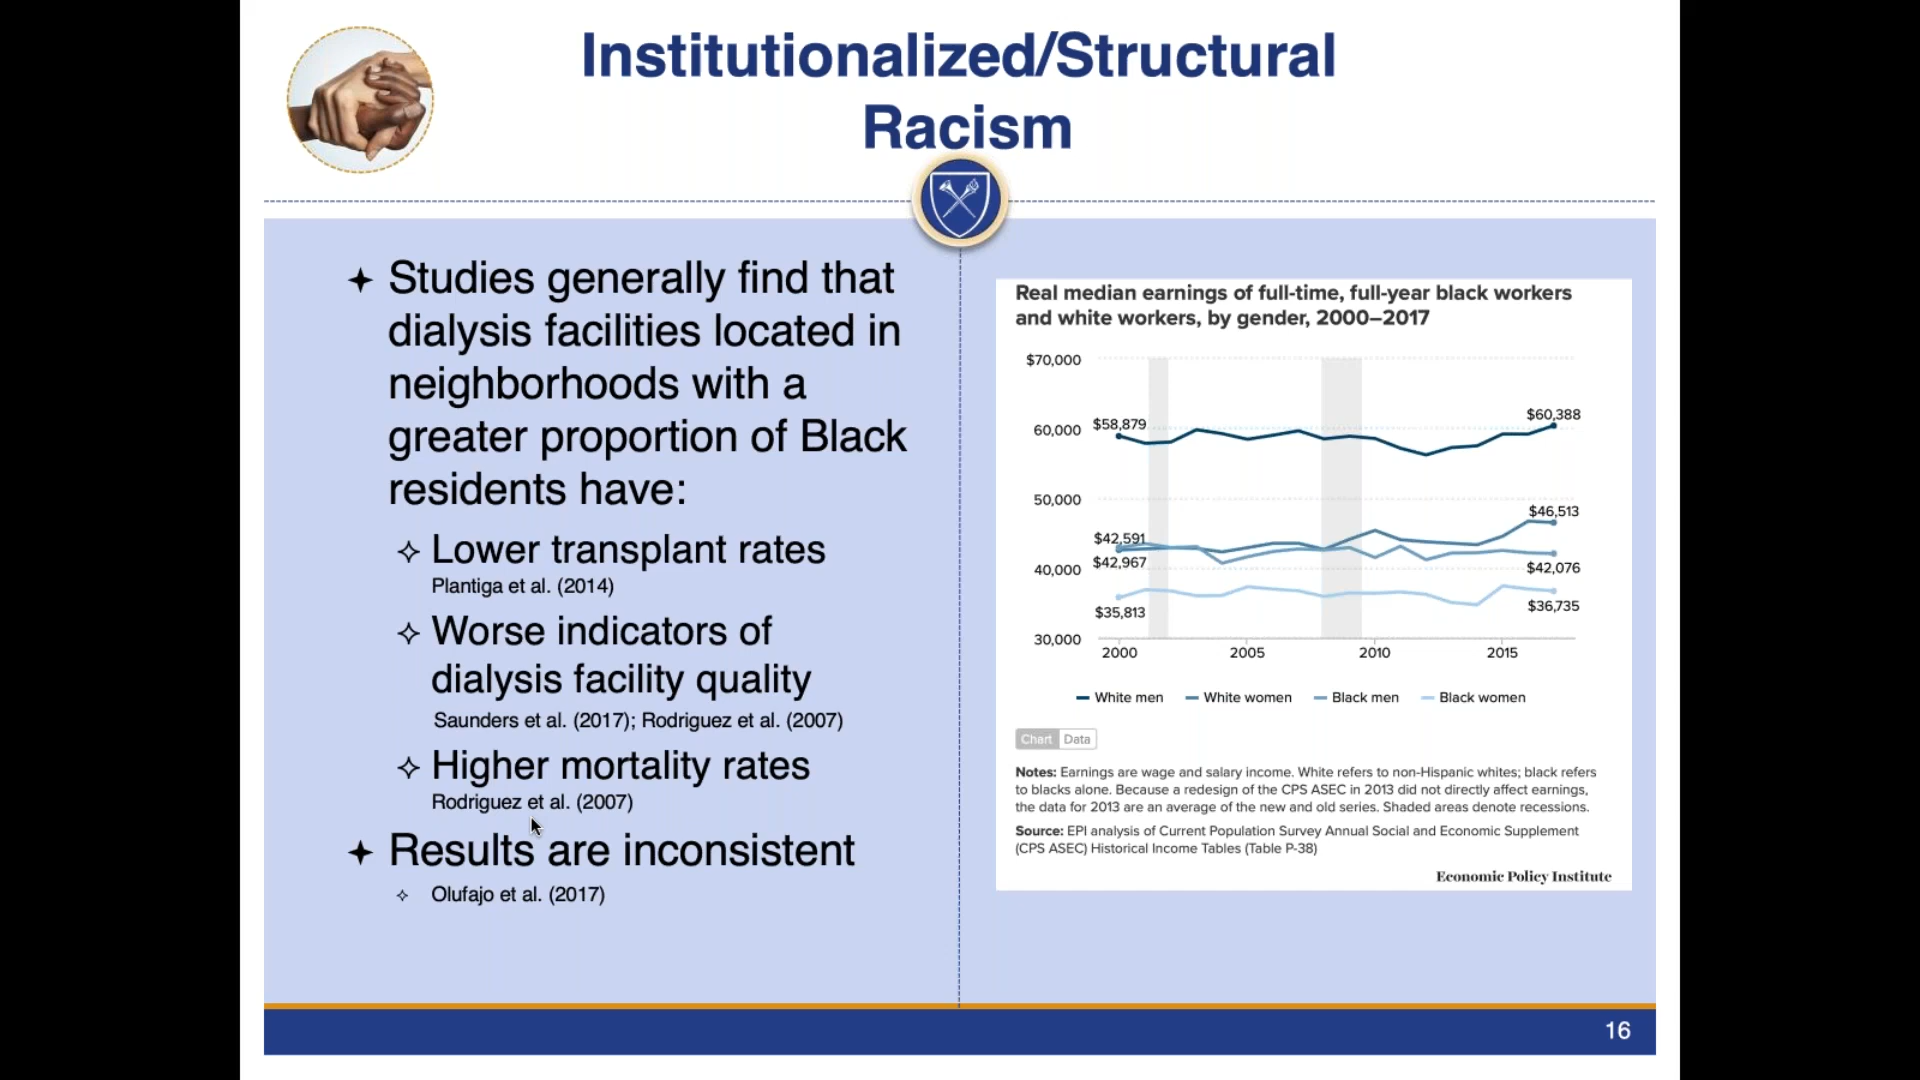 Institutionalized/Structural
Racism
Studies generally find that
dialysis facilities located in
neighborhoods with a
greater proportion of Black
residents have:
Lower transplant rates
Plantiga et al. (2014)
Worse indicators of
dialysis facility quality
Saunders et al. (2017); Rodriguez et al. (2007)
Higher mortality rates
Rodriguez et al. (2007)
Results are inconsistent
Olufajo et al. (2017)
Real median earnings of full-time, full-year black workers
and white workers, by gender, 2000–2017
$70,000
60,000
50,000
40,000
30,000
$58,879
$60,388
$46,513
$42,591
$42,967
$42,076
$35,813
$36,735
2000 2005 2010 2015
White men White women Black men Black women
Chart Data
Notes: Earnings are wage and salary income. White refers to non-Hispanic whites; black refers
to blacks alone. Because a redesign of the CPS ASEC in 2013 did not directly affect earnings,
the data for 2013 are an average of the new and old series. Shaded areas denote recessions.
Source: EPI analysis of Current Population Survey Annual Social and Economic Supplement
(CPS ASEC) Historical Income Tables (Table P-38)
Economic Policy Institute
16